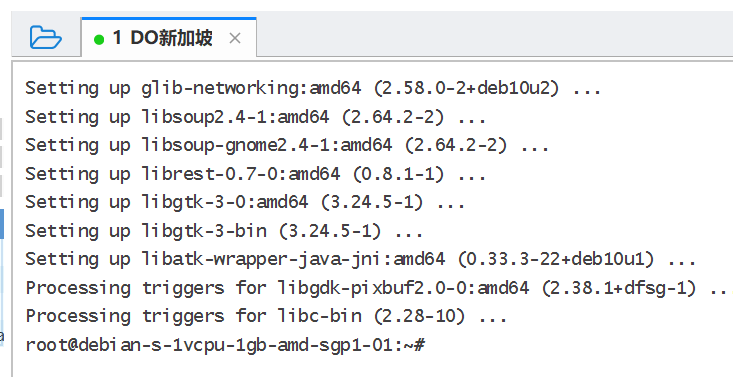 1 DO新加坡 ×
Setting up glib-networking:amd64 (2.58.0-2+deb10u2) ...
Setting up libsoup2.4-1:amd64 (2.64.2-2) ...
Setting up libsoup-gnome2.4-1:amd64 (2.64.2-2) ...
Setting up librest-0.7-0:amd64 (0.8.1-1) ...
Setting up libgtk-3-0:amd64 (3.24.5-1) ...
Setting up libgtk-3-bin (3.24.5-1) ...
Setting up libatk-wrapper-java-jni:amd64 (0.33.3-22+deb10u1) ...
Processing triggers for libgdk-pixbuf2.0-0:amd64 (2.38.1+dfsg-1) ..
Processing triggers for libc-bin (2.28-10) ...
a
root@debian-s-1vcpu-1gb-amd-sgp1-01:~#